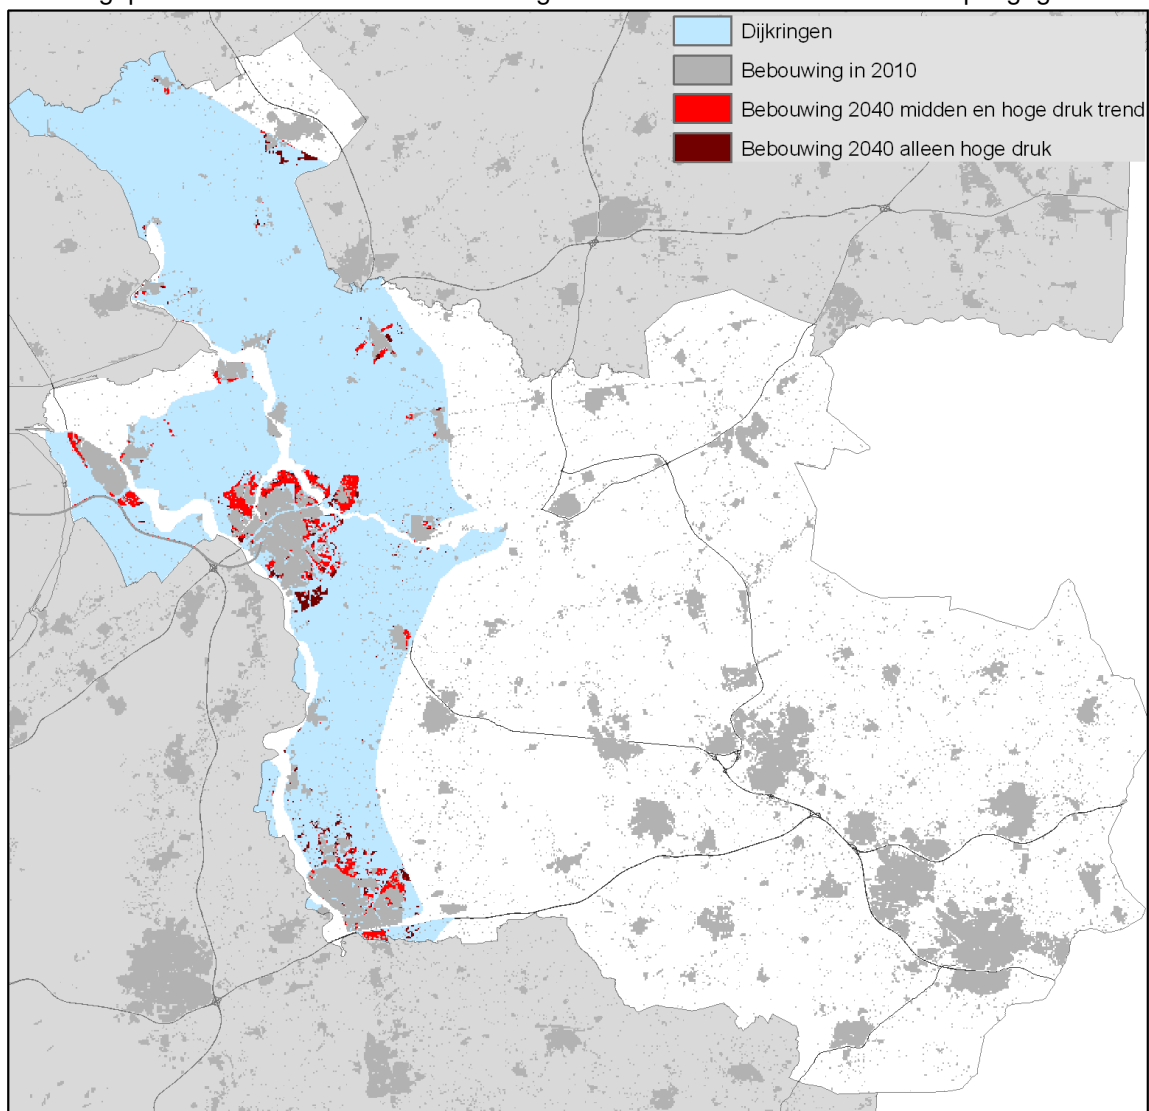 Dijkringen
Bebouwing in 2010
Bebouwing 2040 midden en hoge druk trend
Bebouwing 2040 alleen hoge druk